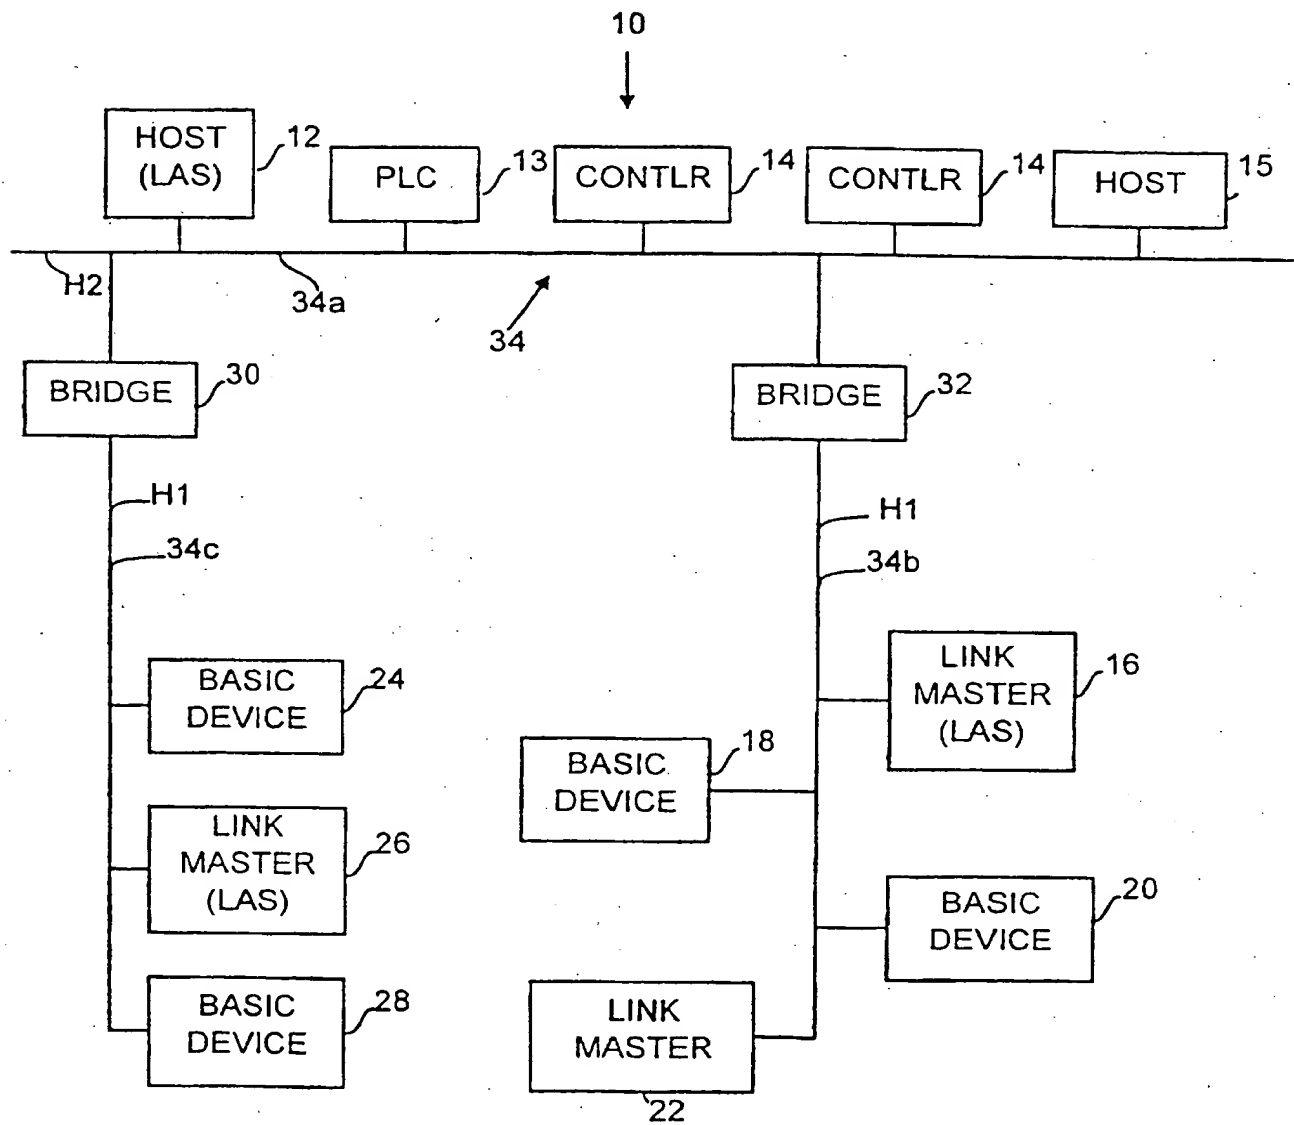 10
HOST
(LAS)
12
PLC
13
CONTLR
14
CONTLR
14
HOST
15
H2
34a
34
BRIDGE
30
BRIDGE
32
H1
34c
H1
34b
BASIC
DEVICE
24
LINK
MASTER
(LAS)
16
BASIC
DEVICE
18
LINK
MASTER
(LAS)
26
BASIC
DEVICE
20
BASIC
DEVICE
28
LINK
MASTER
22